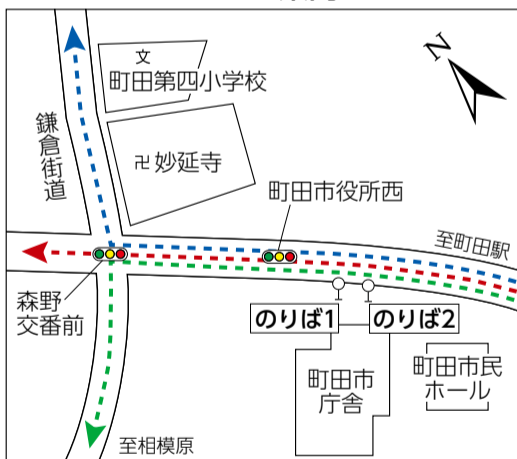 文
町田第四小学校
N
鎌倉街道
卍妙延寺
町田市役所西
至町田駅
森野
交番前
のりば1
のりば2
町田市
庁舎
町田市民
ホール
至相模原